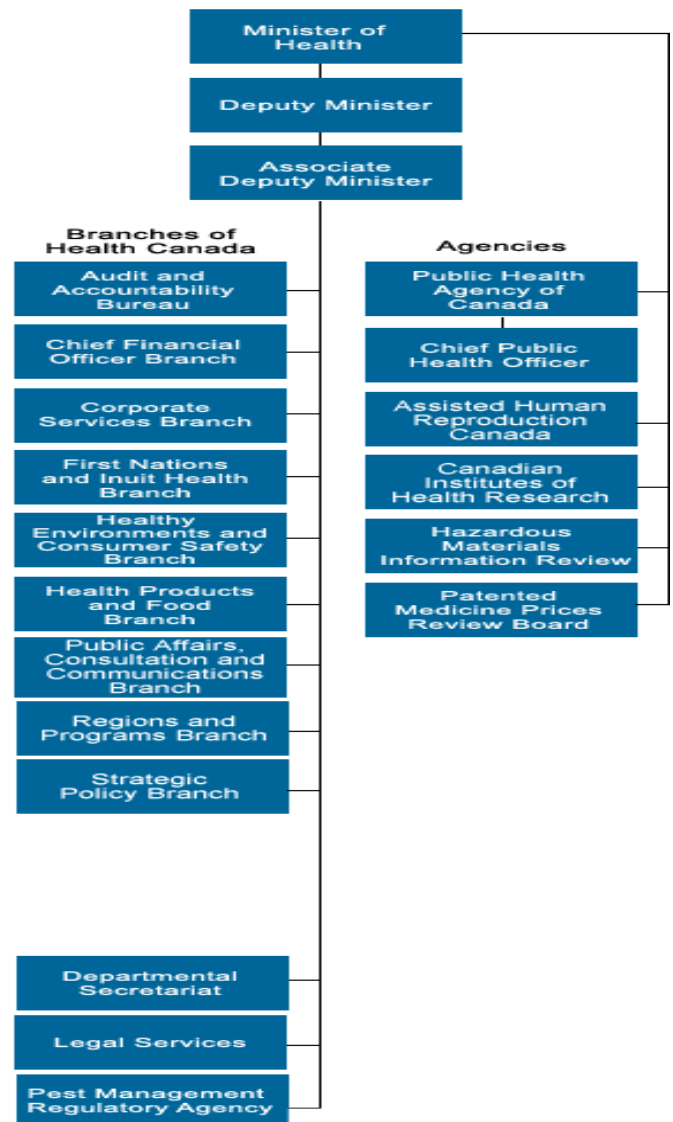 Minister of
Health
Deputy Minister
Associate
Deputy Minister
Branches of
Health Canada
Audit and
Accountability
Bureau
Chief Financial
Officer Branch
Corporate
Services Branch
First Nations
and Inuit Health
Branch
Healthy
Environments and
Consumer Safety
Branch
Health Products
and Food
Branch
Public Affairs,
Consultation and
Communications
Branch
Regions and
Programs Branch
Strategic
Policy Branch
Departmental
Secretariat
Legal Services
Pest Management
Regulatory Agency
Agencies
Public Health
Agency of
Canada
Chief Public
Health Officer
Assisted Human
Reproduction
Canada
Canadian
Institutes of
Health Research
Hazardous
Materials
Information Review
Patented
Medicine Prices
Review Board